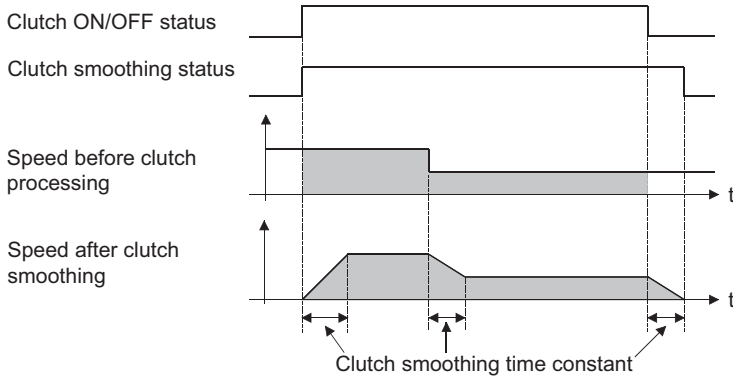 Clutch ON/OFF status
Clutch smoothing status
Speed before clutch
processing
t
Speed after clutch
smoothing
t
Clutch smoothing time constant